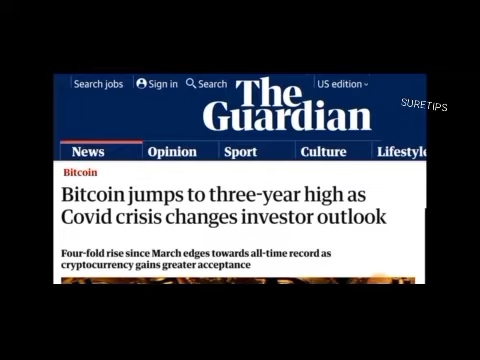 Search jobs Sign in Search US edition
SURETIPS
The
Guardian
News Opinion Sport Culture Lifestyle
Bitcoin
Bitcoin jumps to three-year high as
Covid crisis changes investor outlook
Four-fold rise since March edges towards all-time record as
cryptocurrency gains greater acceptance